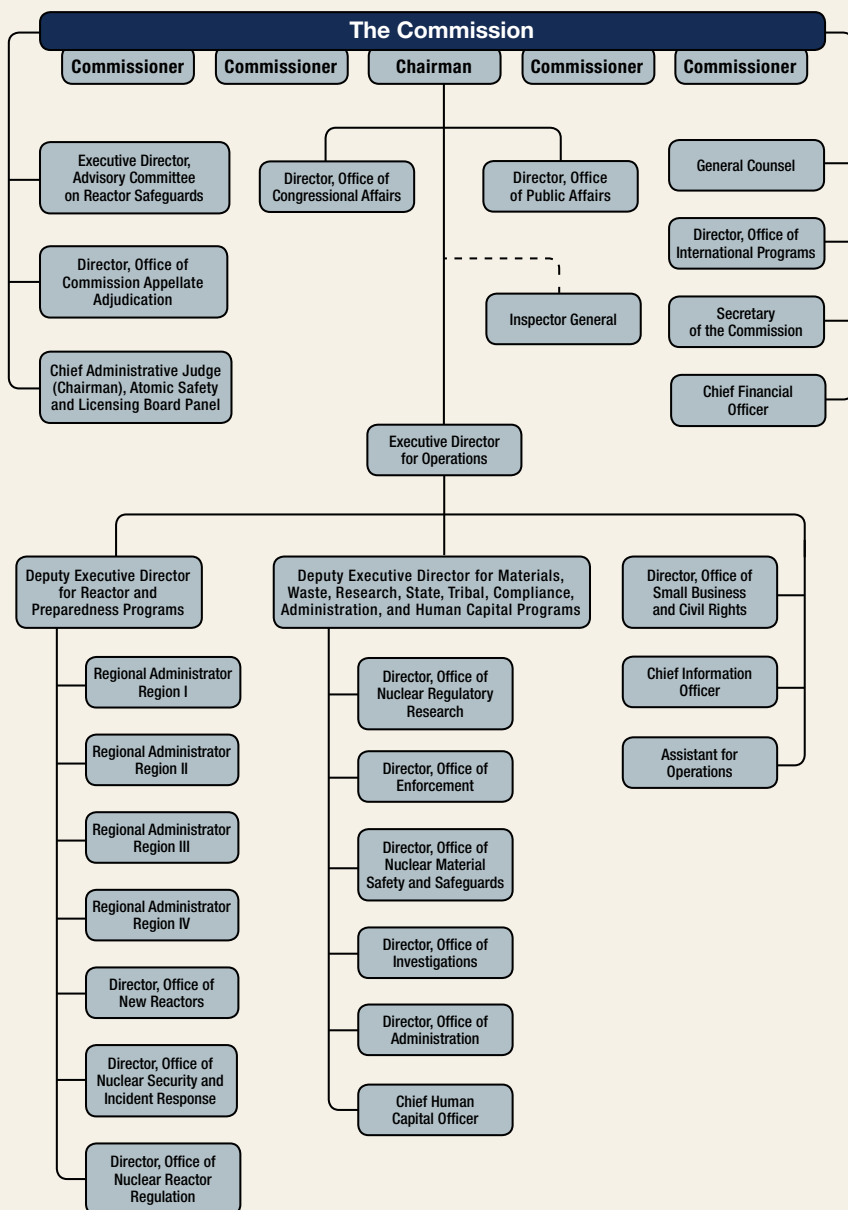 The Commission
Commissioner
Commissioner
Chairman
Commissioner
Commissioner
Executive Director,
Advisory Committee
on Reactor Safeguards
Director, Office of
Congressional Affairs
Director, Office
of Public Affairs
General Counsel
Director, Office of
International Programs
Director, Office of
Commission Appellate
Adjudication
Inspector General
Secretary
of the Commission
Chief Administrative Judge
(Chairman), Atomic Safety
and Licensing Board Panel
Chief Financial
Officer
Executive Director
for Operations
Deputy Executive Director
for Reactor and
Preparedness Programs
Deputy Executive Director for Materials,
Waste, Research, State, Tribal, Compliance,
Administration, and Human Capital Programs
Director, Office of
Small Business
and Civil Rights
Regional Administrator
Region I
Regional Administrator
Region II
Regional Administrator
Region III
Regional Administrator
Region IV
Director, Office of
New Reactors
Director, Office of
Nuclear Security and
Incident Response
Director, Office of
Nuclear Reactor
Regulation
Director, Office of
Nuclear Regulatory
Research
Director, Office of
Enforcement
Director, Office of
Nuclear Material
Safety and Safeguards
Director, Office of
Investigations
Director, Office of
Administration
Chief Human
Capital Officer
Chief Information
Officer
Assistant for
Operations